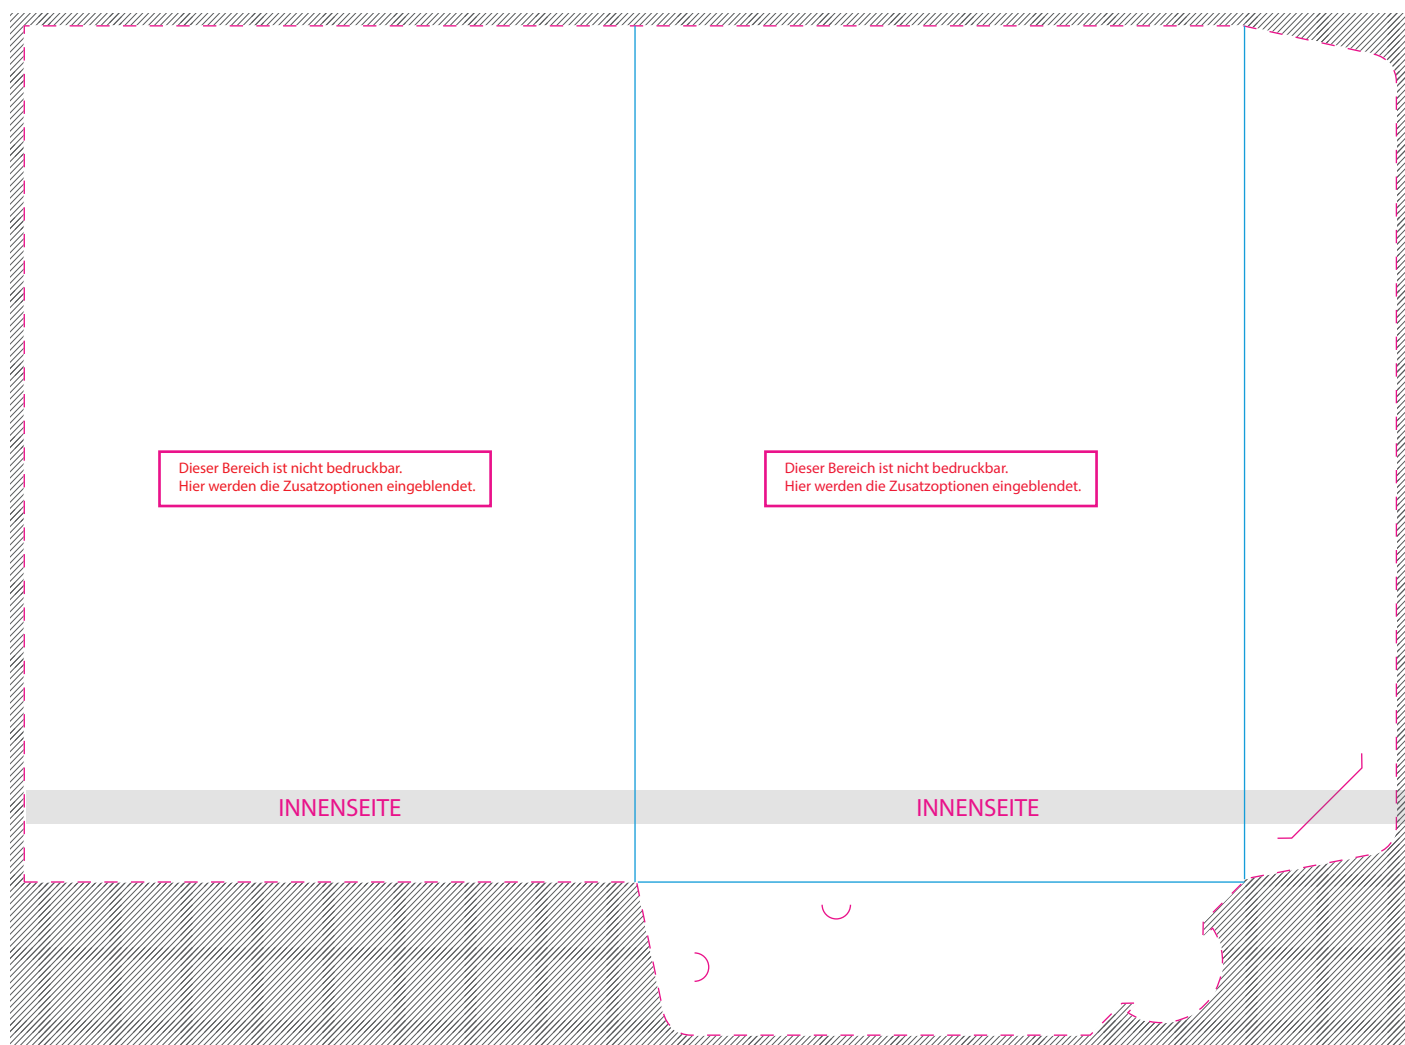 Dieser Bereich ist nicht bedruckbar.
Hier werden die Zusatzoptionen eingeblendet.
Dieser Bereich ist nicht bedruckbar.
Hier werden die Zusatzoptionen eingeblendet.
INNENSEITE
INNENSEITE